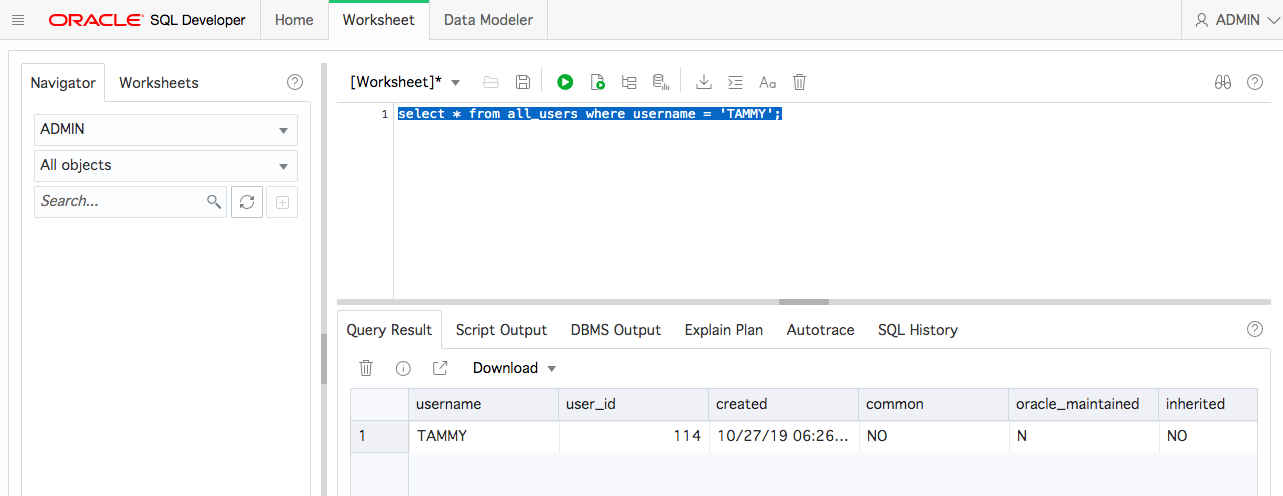 ORACLE SQL Developer Home Worksheet Data Modeler ADMIN
Navigator Worksheets
ADMIN
All objects
Search...
[Worksheet]*
Aa
1 select * from all_users where username = 'TAMMY';
Query Result Script Output DBMS Output Explain Plan Autotrace SQL History
Download
username user_id created common oracle_maintained inherited
1 TAMMY 114 10/27/19 06:26... NO N NO